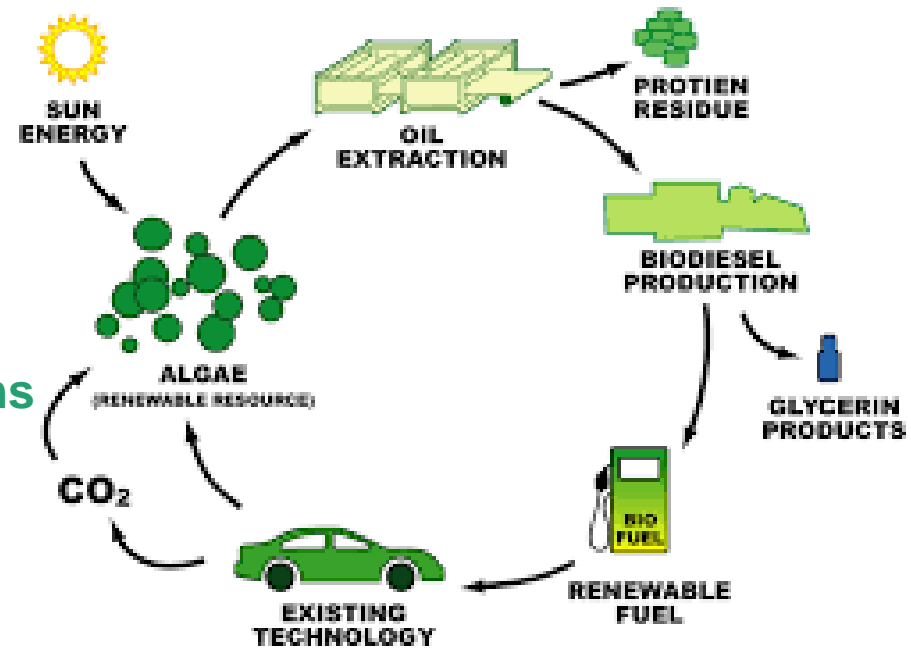 SUN
ENERGY
OIL
EXTRACTION
PROTIEN
RESIDUE
BIODIESEL
PRODUCTION
GLYCERIN
PRODUCTS
BIO
FUEL
RENEWABLE
FUEL
EXISTING
TECHNOLOGY
CO₂
ALGAE
(RENEWABLE RESOURCE)
ns